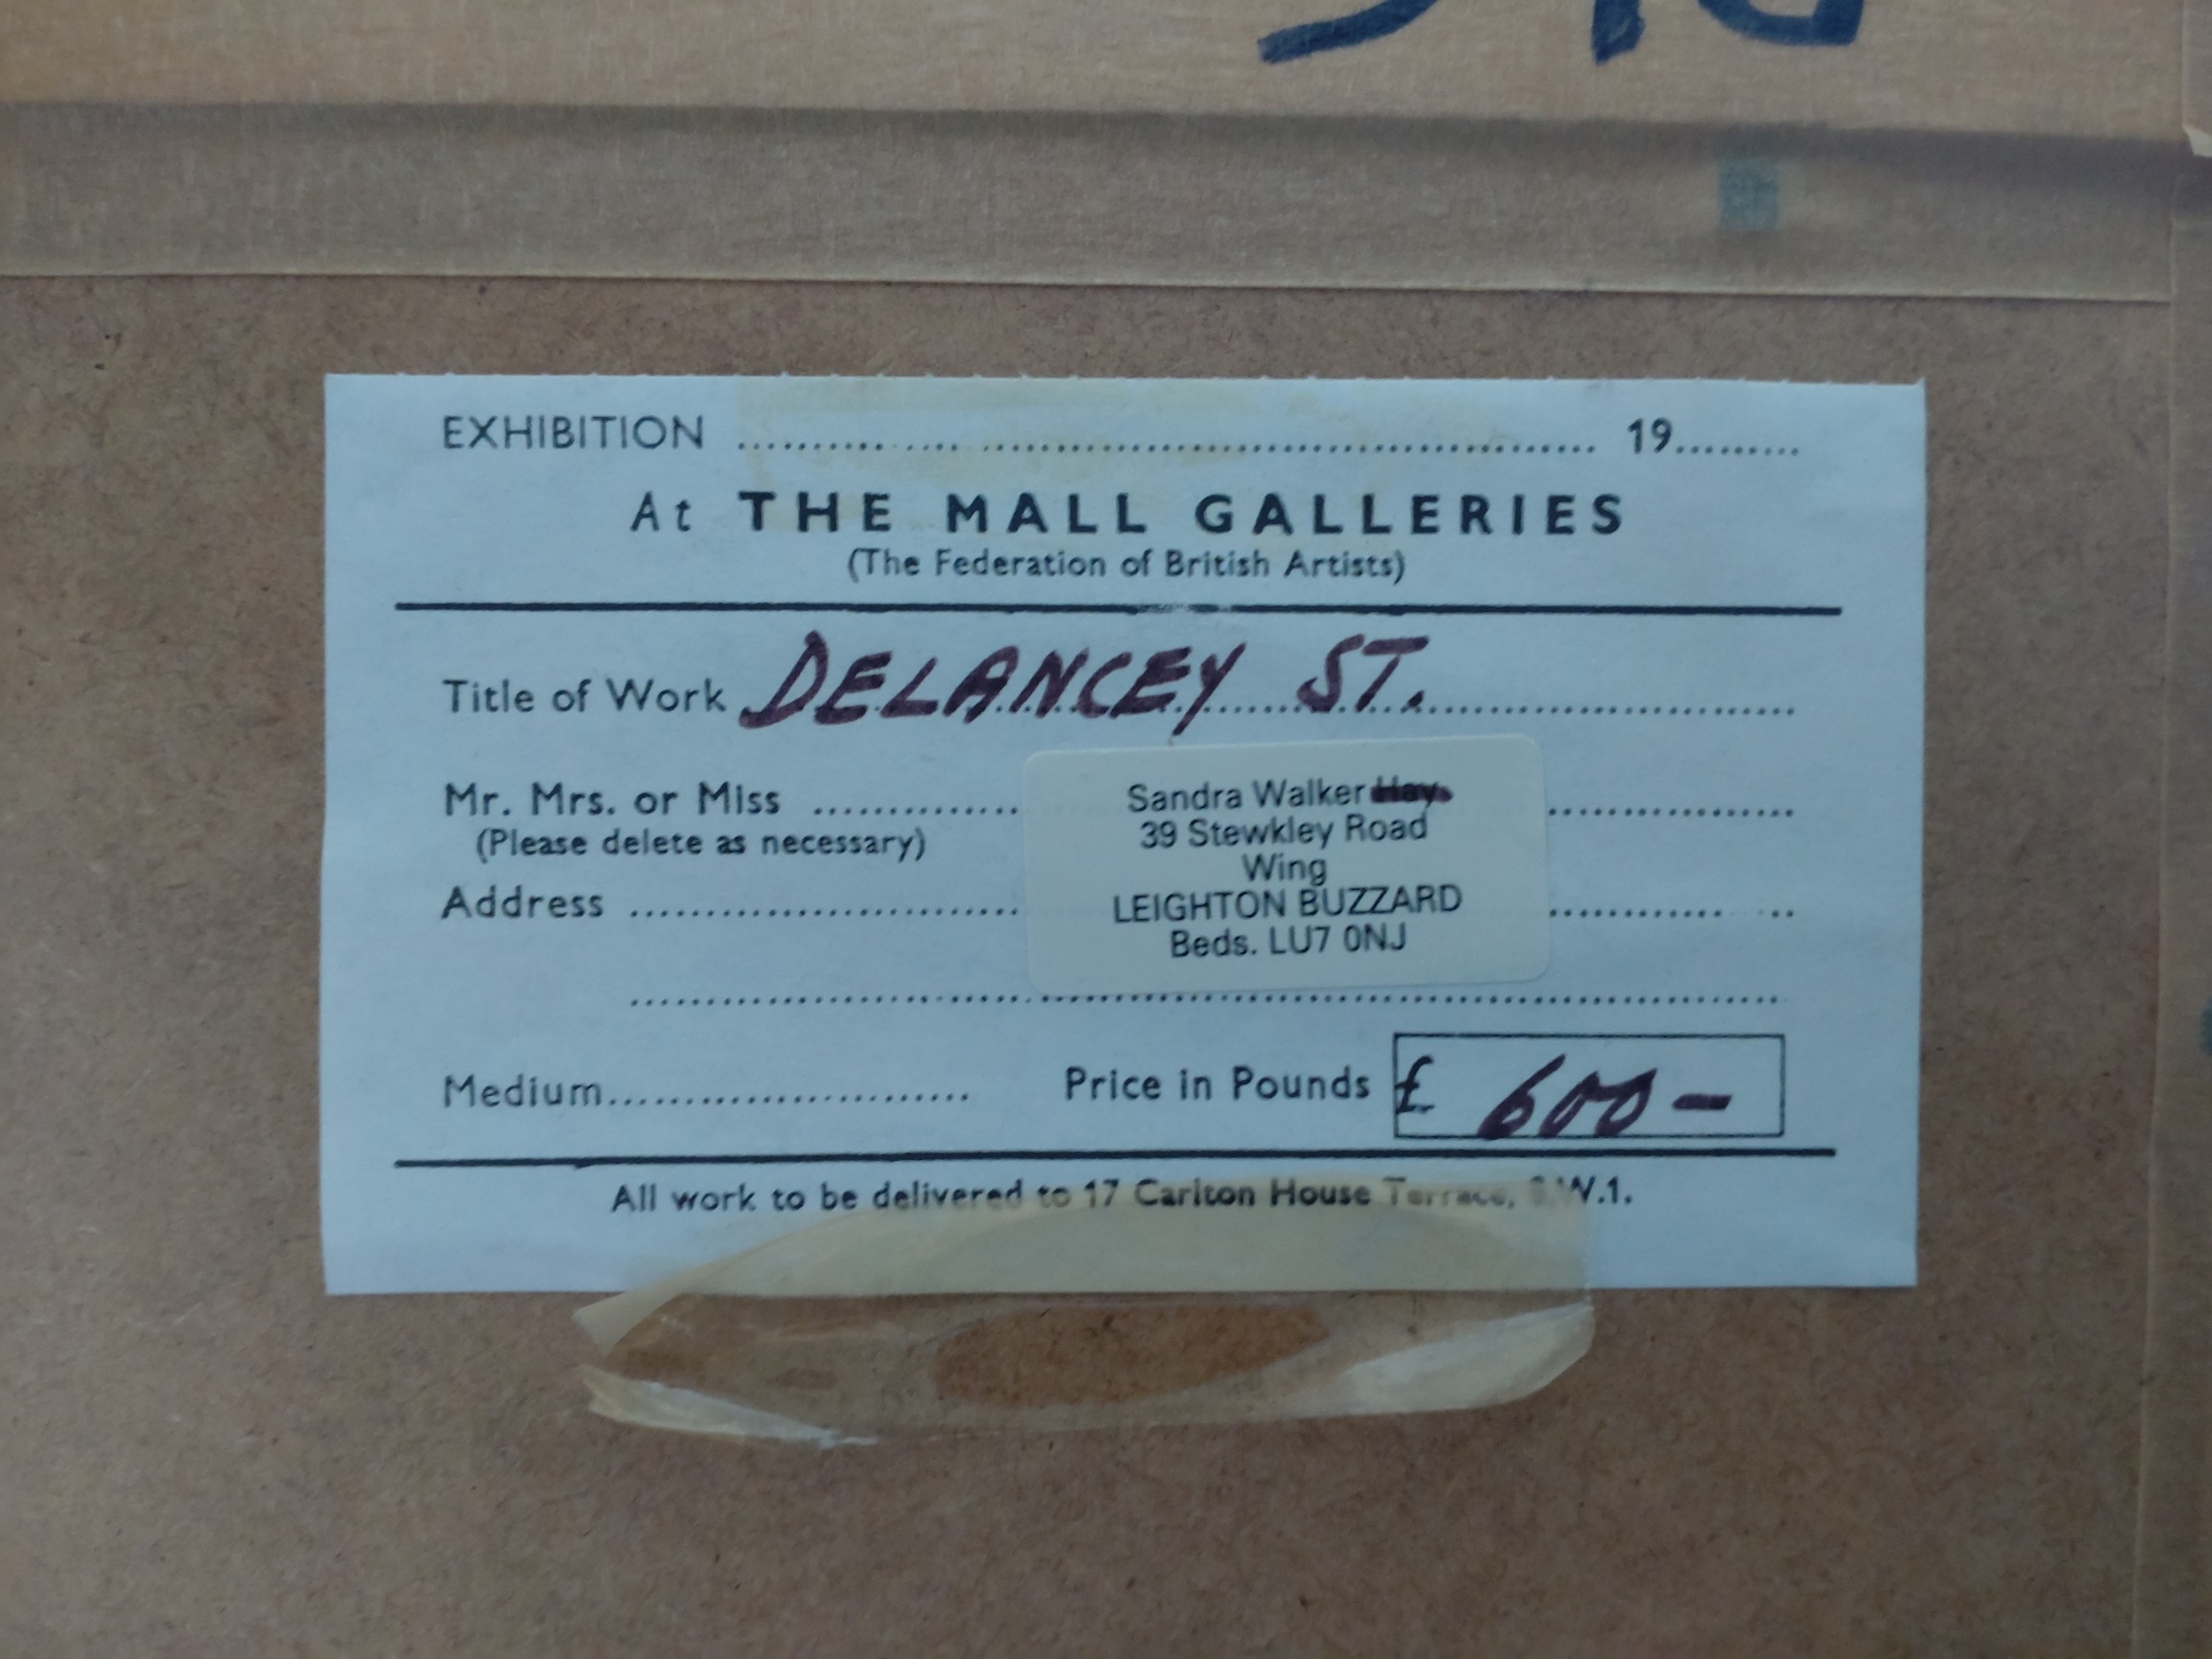 EXHIBITION .......... 19..........
At THE MALL GALLERIES
(The Federation of British Artists)
Title of Work DELANCEY ST.
Mr. Mrs. or Miss
(Please delete as necessary)
Sandra Walker Hay
39 Stewkley Road
Wing
Address
LEIGHTON BUZZARD
Beds. LU7 0NJ
Medium.......... Price in Pounds £ 600-
All work to be delivered to 17 Carlton House Terrace, S.W.1.